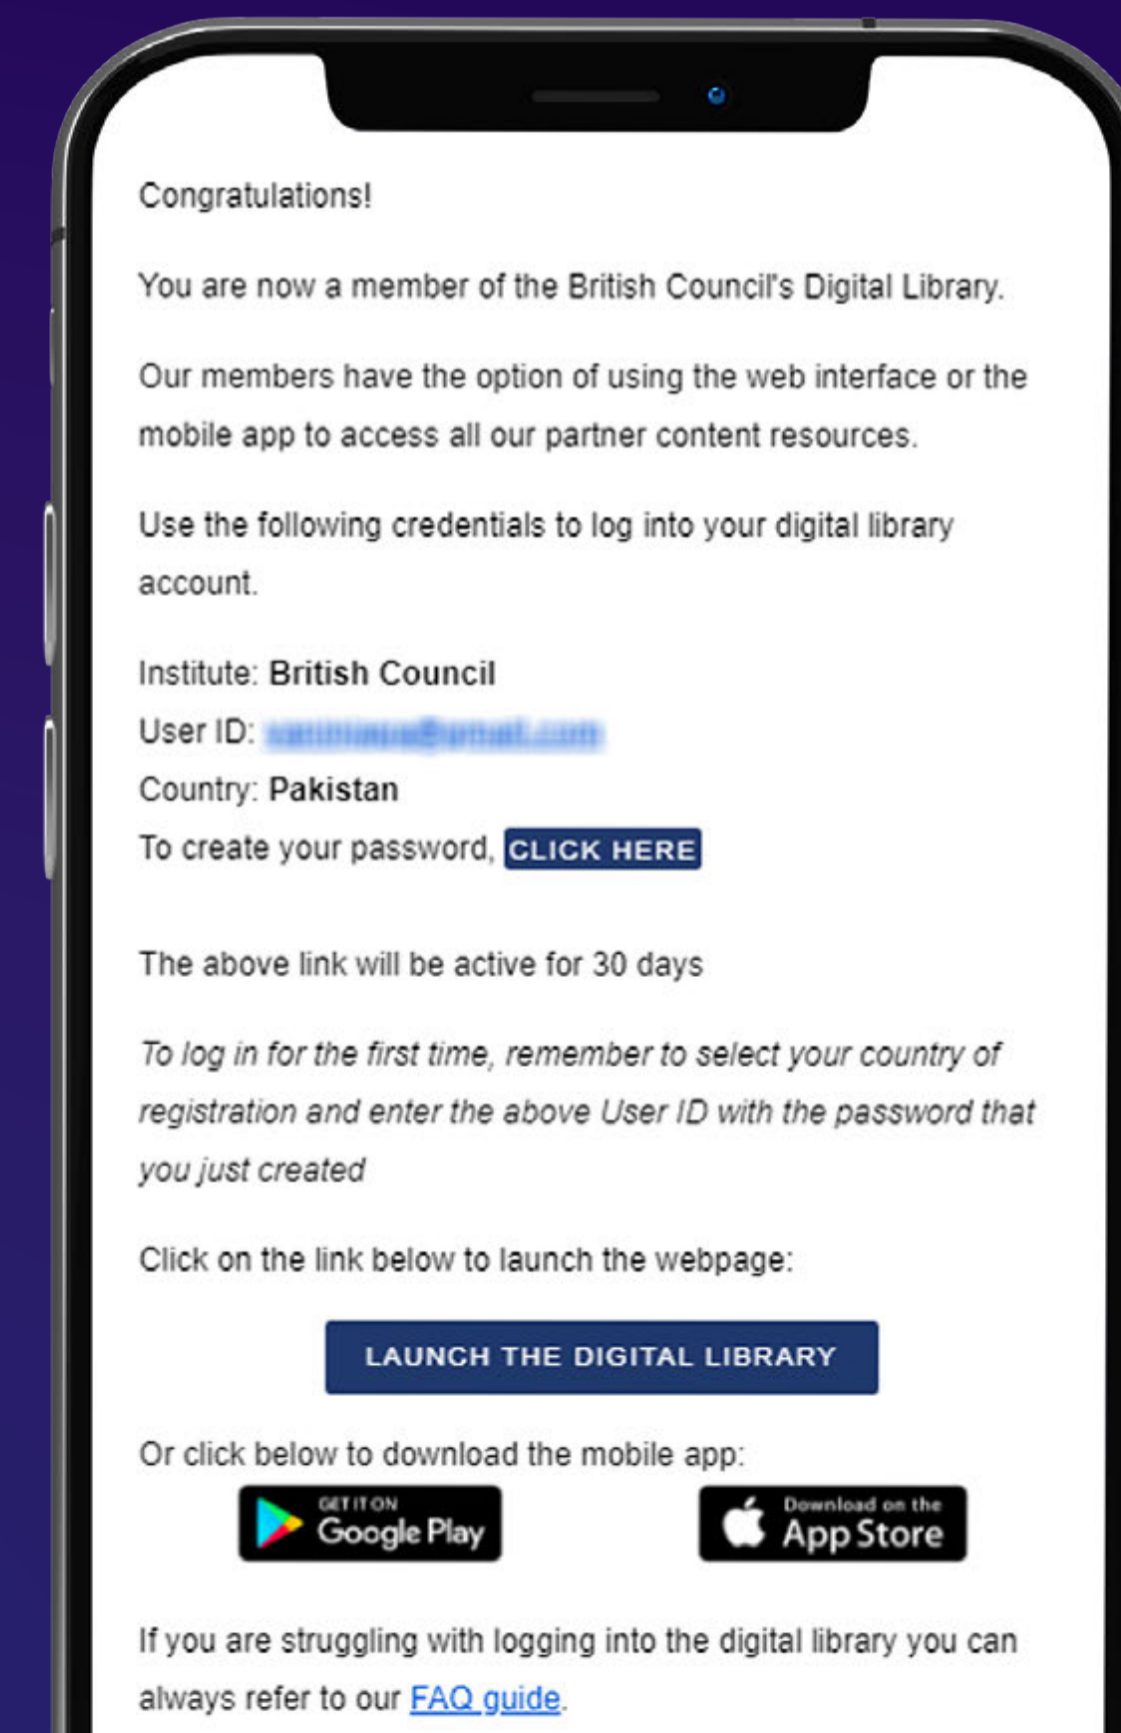 Congratulations!
You are now a member of the British Council's Digital Library.
Our members have the option of using the web interface or the
mobile app to access all our partner content resources.
Use the following credentials to log into your digital library
account.
Institute: British Council
User ID:
Country: Pakistan
To create your password, CLICK HERE
The above link will be active for 30 days
To log in for the first time, remember to select your country of
registration and enter the above User ID with the password that
you just created
Click on the link below to launch the webpage:
LAUNCH THE DIGITAL LIBRARY
Or click below to download the mobile app:
GET IT ON
Google Play
Download on the
App Store
If you are struggling with logging into the digital library you can
always refer to our FAQ guide.